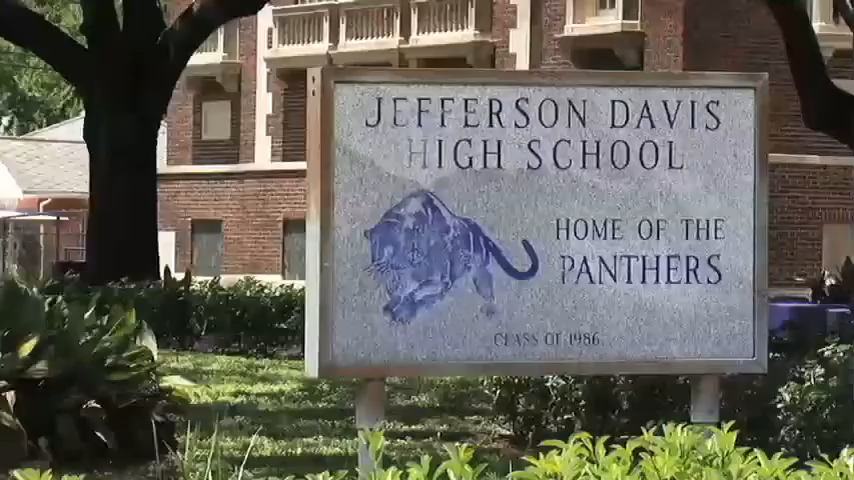 JEFFERSON DAVIS
HIGH SCHOOL
HOME OF THE
PANTHERS
CLASS OF 1986